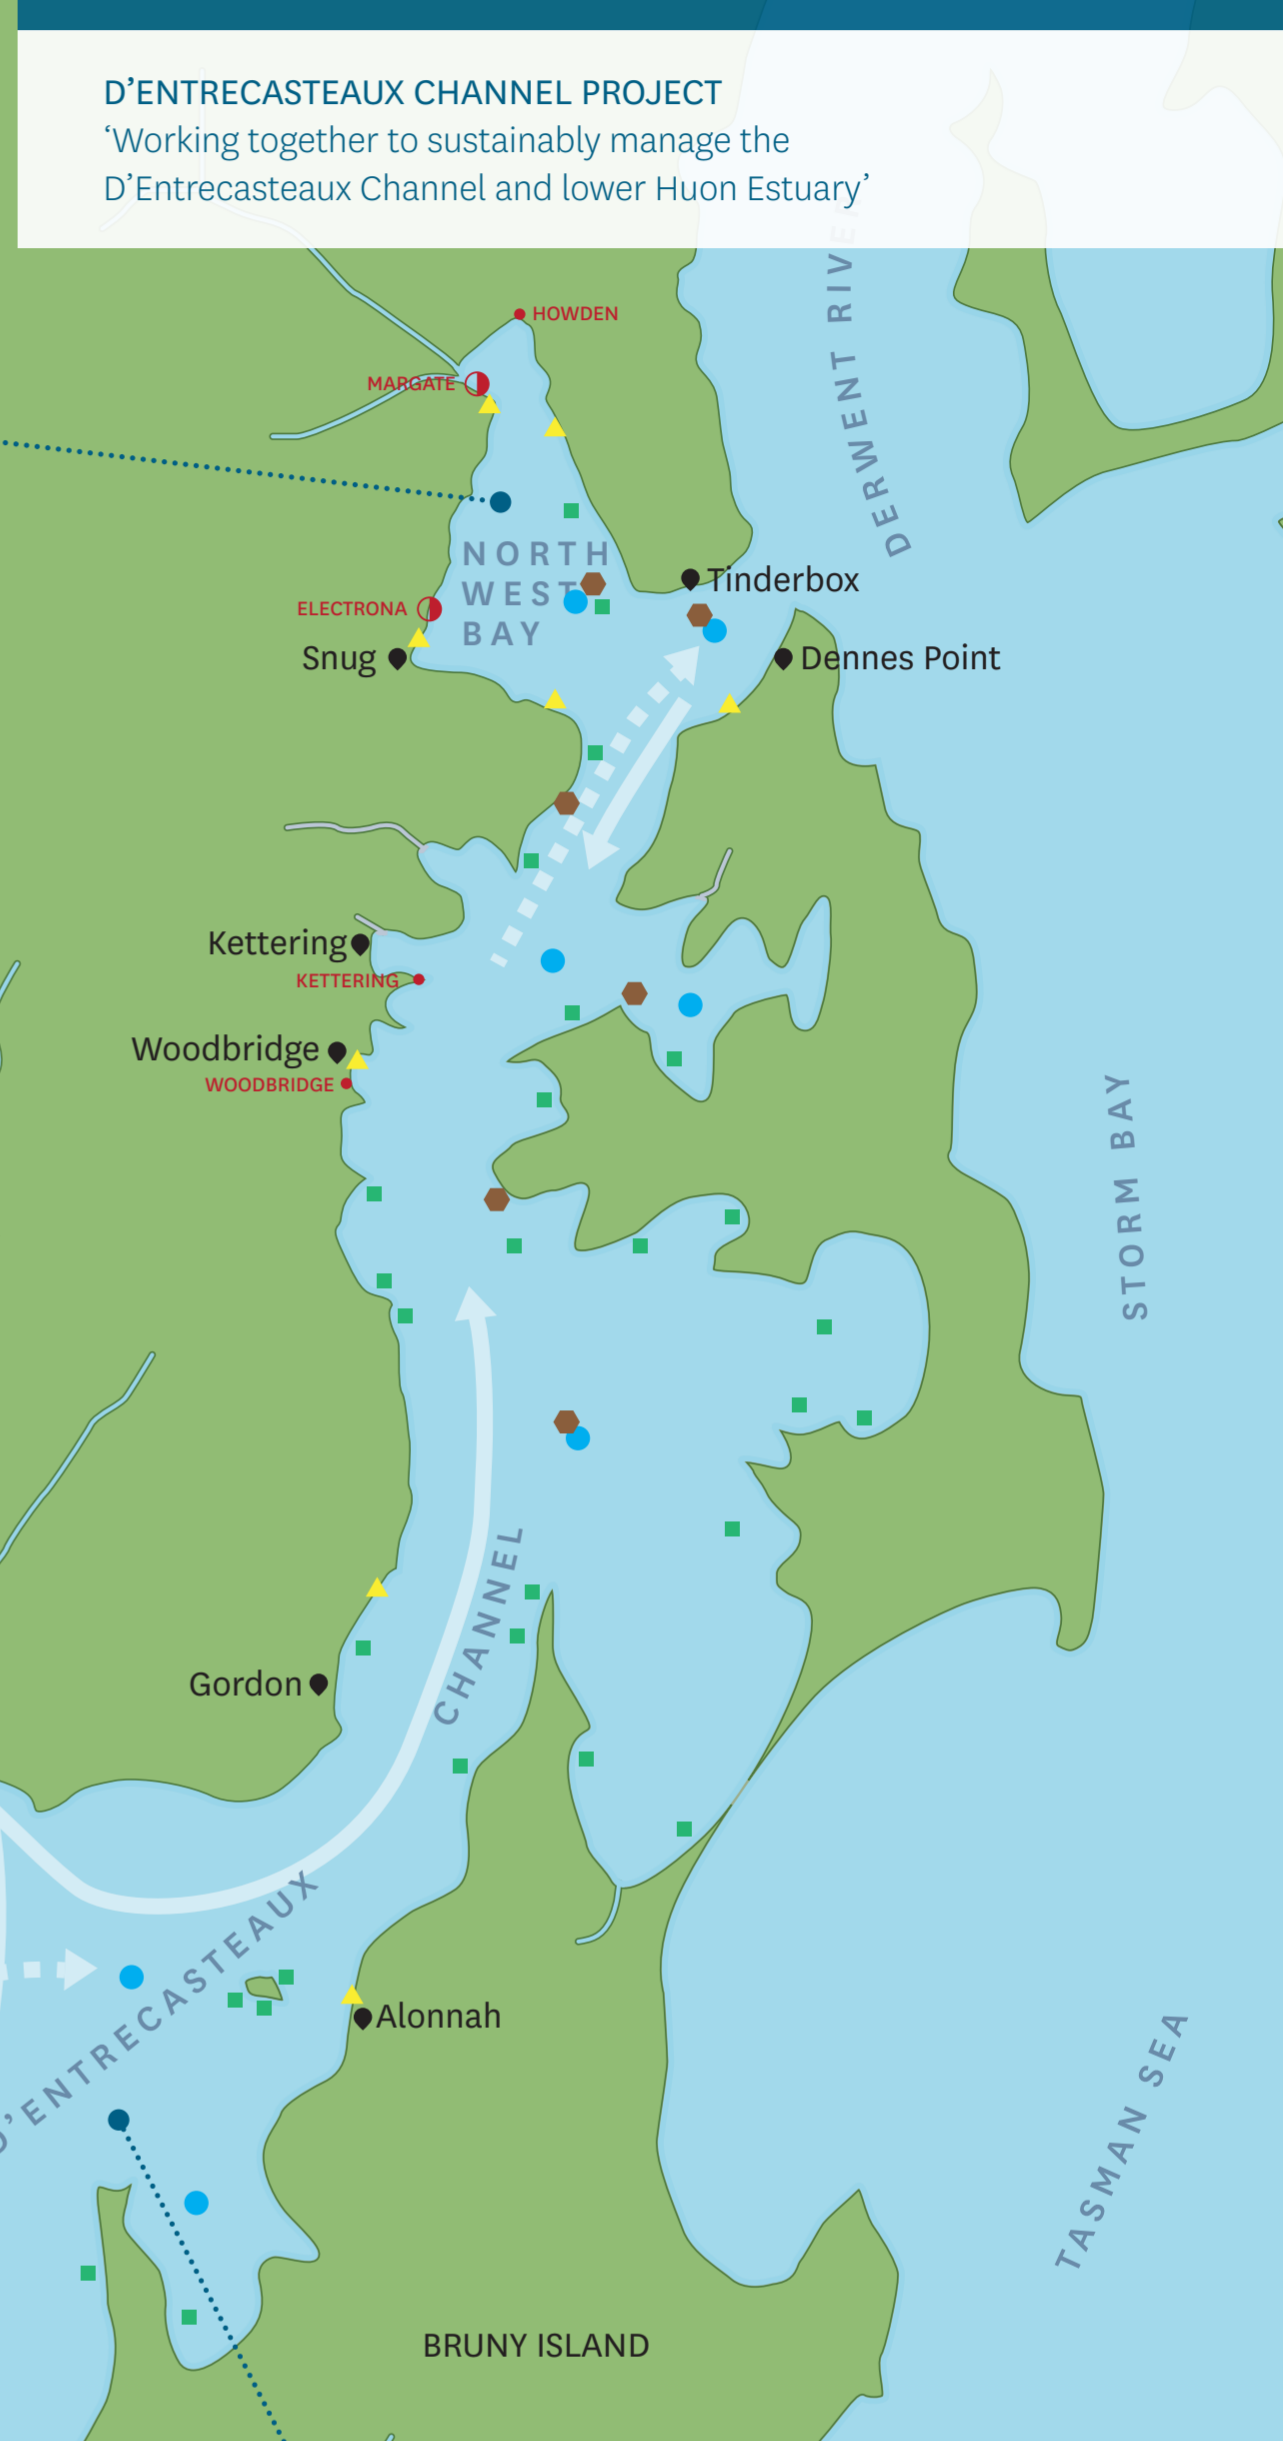 D’ENTRECASTEAUX CHANNEL PROJECT
‘Working together to sustainably manage the
D’Entrecasteaux Channel and lower Huon Estuary’
DERWENT RIVER
HOWDEN
MARGATE
NORTH
WEST
BAY
Tinderbox
ELECTRONA
Snug
Dennes Point
Kettering
KETTERING
Woodbridge
WOODBRIDGE
STORM BAY
Gordon
D’ENTRECASTEAUX CHANNEL
Alonnah
TASMAN SEA
BRUNY ISLAND